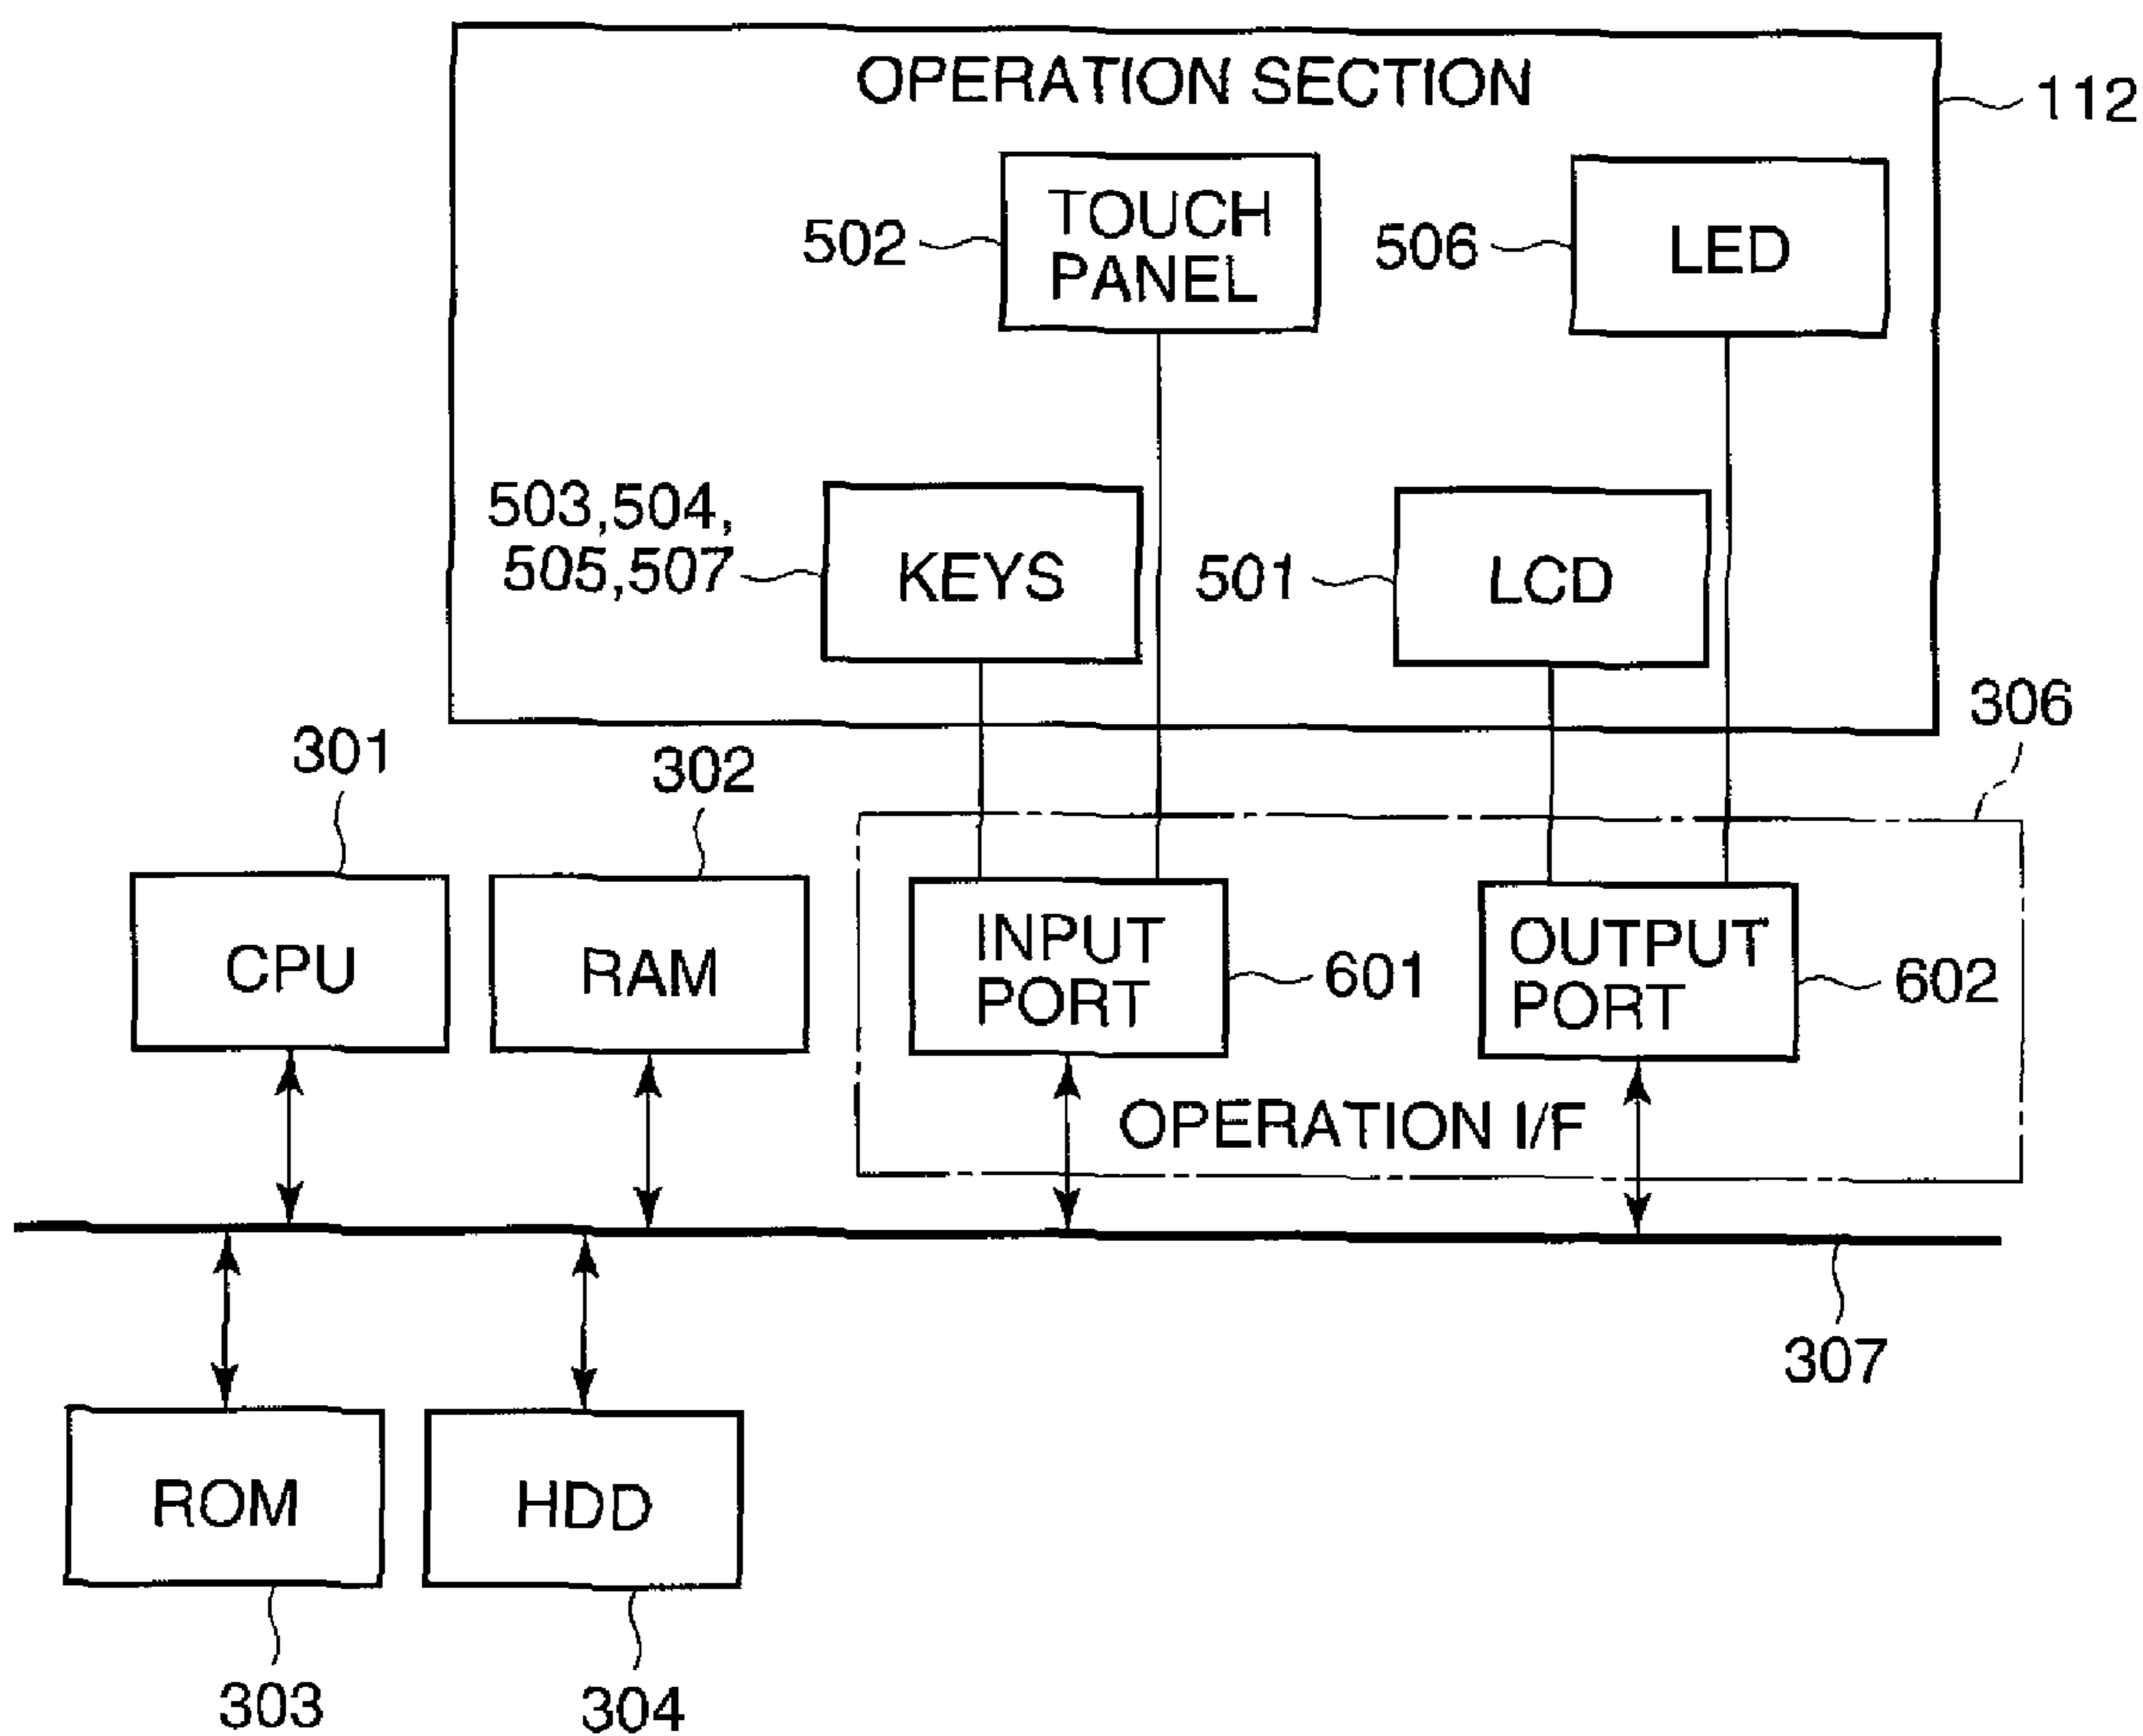 OPERATION SECTION
112
TOUCH
PANEL
502
506
LED
503,504,
505,507
KEYS
501
LCD
306
301
302
CPU
RAM
INPUT
PORT
601
OUTPUT
PORT
602
OPERATION I/F
307
ROM
HDD
303
304